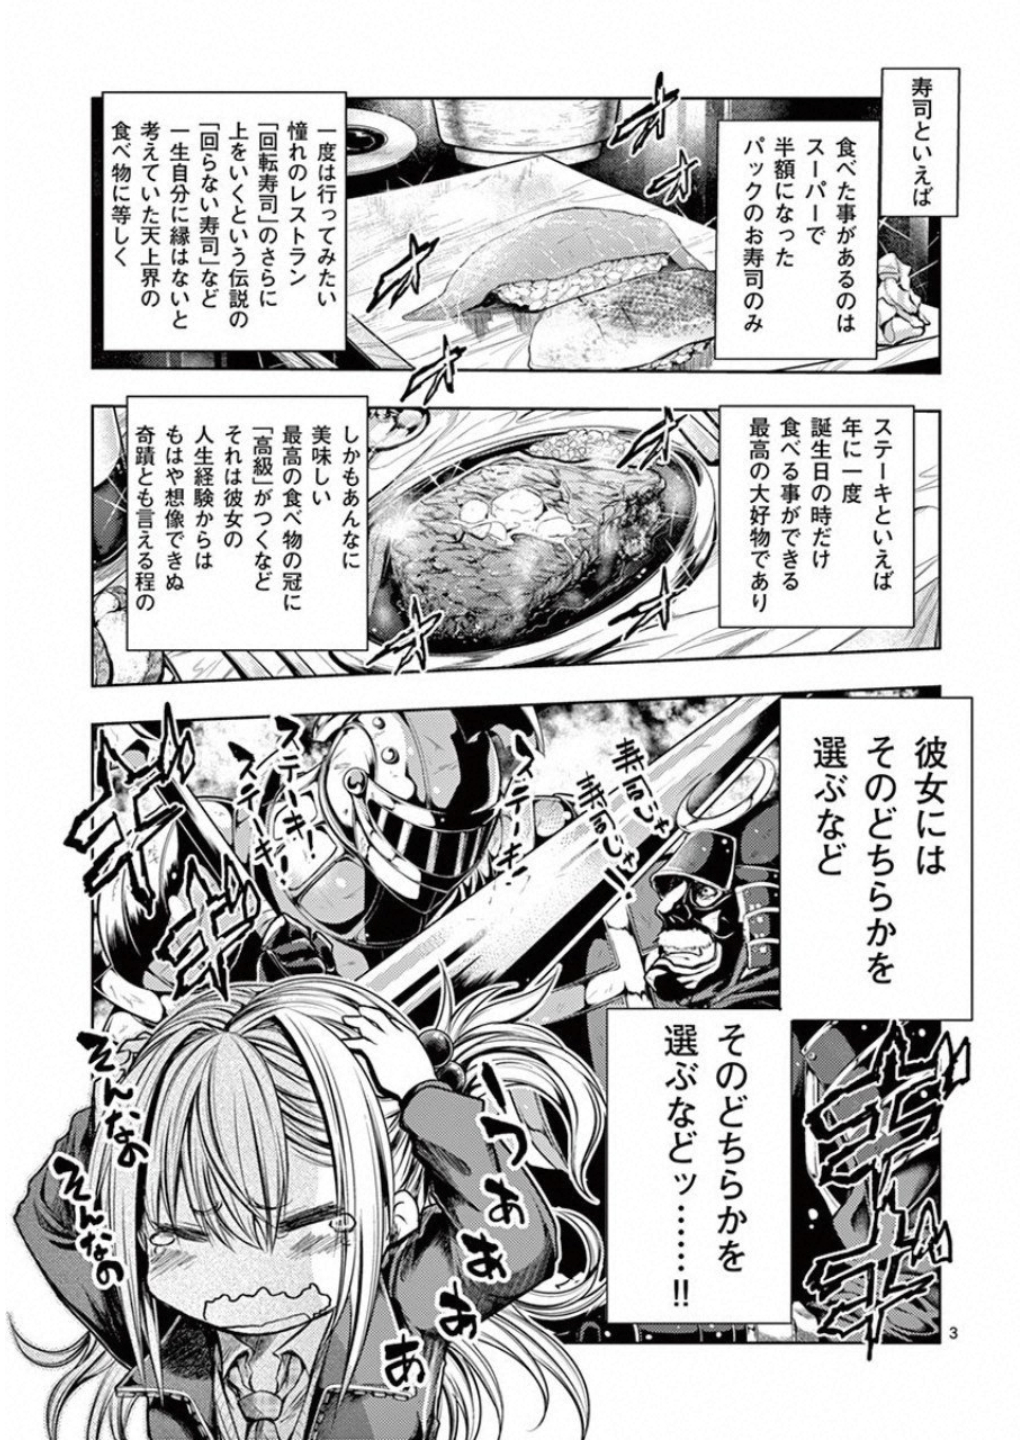 寿司といえば
食べた事があるのは
スーパーで
半額になった
パックのお寿司のみ
一度は行ってみたい
憧れのレストラン
「回転寿司」のさらに
上をいくという伝説の
「回らない寿司」など
一生自分に縁はないと
考えていた天上界の
食べ物に等しく
オォ
オォ
オォ
ステーキといえば
年に一度
誕生日の時だけ
食べる事ができる
最高の大好物であり
しかもあんなに
美味しい
最高の食べ物の冠に
「高級」がつくなど
それは彼女の
人生経験からは
もはや想像できぬ
奇蹟とも言える程の
オォ
オォ
彼女には
そのどちらかを
選ぶなど
寿司じゃ
寿司じゃ!!
ステーキ!
ステーキ!
ステーキ!
そのどちらかを
選ぶなどッ………!!
うっ
あ
あ
あ
あ
そんなの
そんなの
3